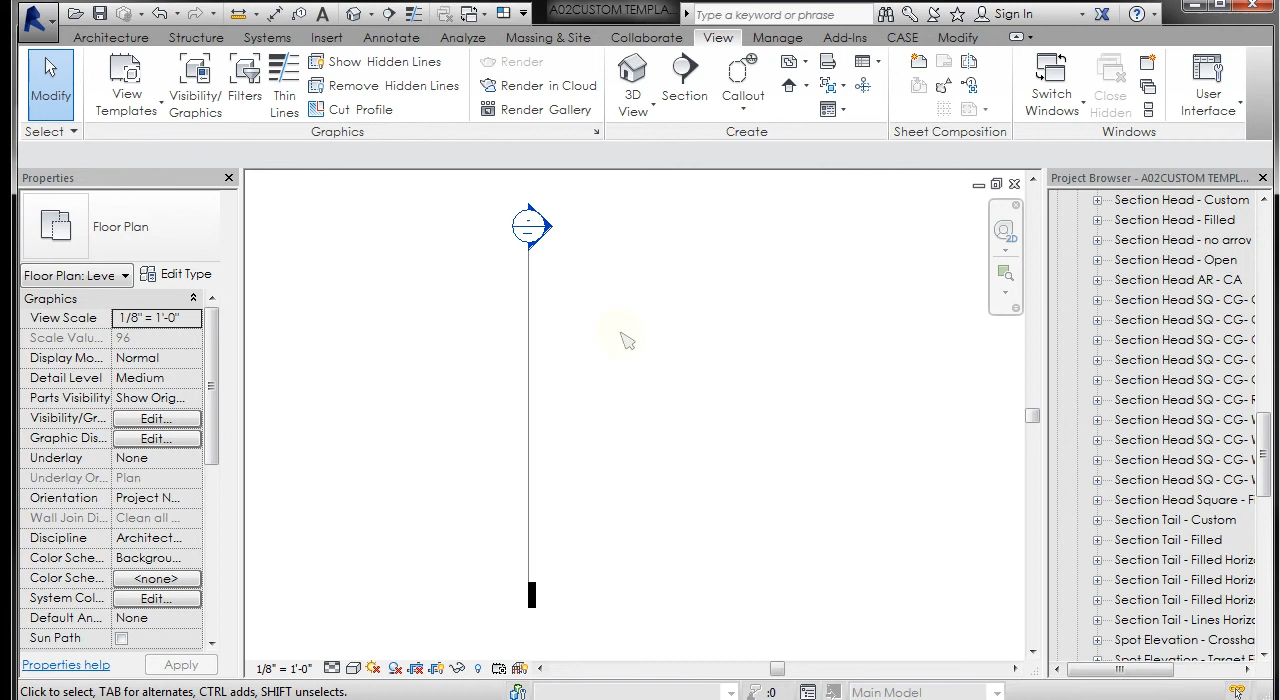 A02CUSTOM TEMPLA...
Type a keyword or phrase
Sign In
Architecture Structure Systems Insert Annotate Analyze Massing & Site Collaborate View Manage Add-Ins CASE Modify
Modify
View Templates
Visibility/ Graphics
Filters
Thin Lines
Show Hidden Lines
Remove Hidden Lines
Cut Profile
Render
Render in Cloud
Render Gallery
3D View
Section
Callout
Switch Windows
Close Hidden
User Interface
Select
Graphics
Create
Sheet Composition
Windows
Properties
Floor Plan
Floor Plan: Leve
Edit Type
Graphics
View Scale 1/8" = 1'-0"
Scale Valu... 96
Display Mo... Normal
Detail Level Medium
Parts Visibility Show Orig...
Visibility/Gr... Edit...
Graphic Dis... Edit...
Underlay None
Underlay Or... Plan
Orientation Project N...
Wall Join Di... Clean all ...
Discipline Architect...
Color Sche... Backgrou...
Color Sche... <none>
System Col... Edit...
Default An... None
Sun Path
Properties help Apply
2D
1/8" = 1'-0"
Project Browser - A02CUSTOM TEMPL...
Section Head - Custom
Section Head - Filled
Section Head - no arrov
Section Head - Open
Section Head AR - CA
Section Head SQ - CG- C
Section Head SQ - CG- C
Section Head SQ - CG- C
Section Head SQ - CG- C
Section Head SQ - CG- C
Section Head SQ - CG- R
Section Head SQ - CG- V
Section Head SQ - CG- V
Section Head SQ - CG- V
Section Head SQ - CG- V
Section Head Square - F
Section Tail - Custom
Section Tail - Filled
Section Tail - Filled Horiz
Section Tail - Filled Horiz
Section Tail - Filled Horiz
Section Tail - Lines Horiz
Spot Elevation - Crossha
Spot Elevation - Target F
Click to select, TAB for alternates, CTRL adds, SHIFT unselects.
:0
Main Model